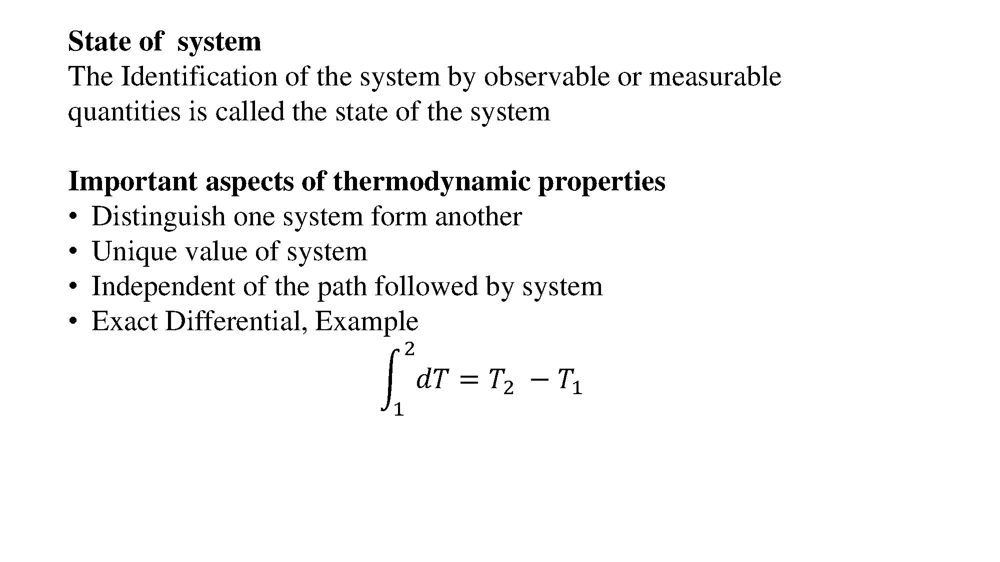 State of system
The Identification of the system by observable or measurable
quantities is called the state of the system
Important aspects of thermodynamic properties
• Distinguish one system form another
• Unique value of system
• Independent of the path followed by system
• Exact Differential, Example
∫₁² 𝑑𝑇 = 𝑇₂ − 𝑇₁